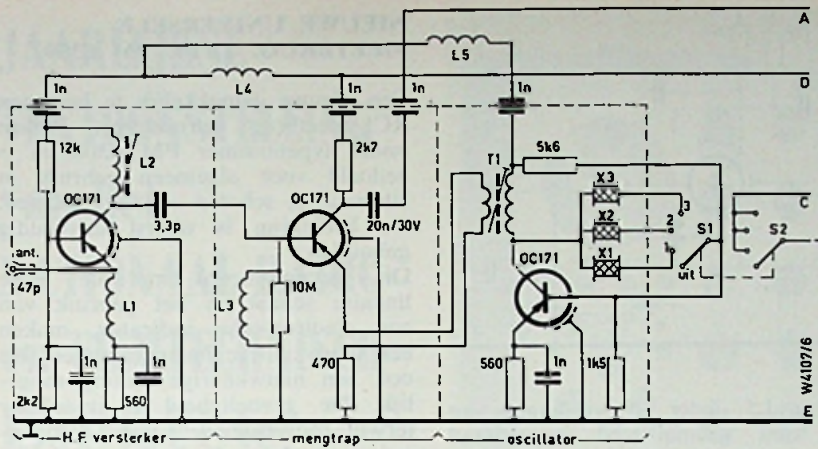 A
L5
L4
D
1n
1n
1n
1n
12k
L2
2k7
T1
5k6
X3
3
C
OC171
3,3p
OC171
20n/30V
X2
2
S1
S2
ant.
OC171
X1
1
uit
47p
10M
L1
L3
1n
1n
470
560
1n
1k5
2k2
560
W4107/6
E
H.F. versterker
mengtrap
oscillator